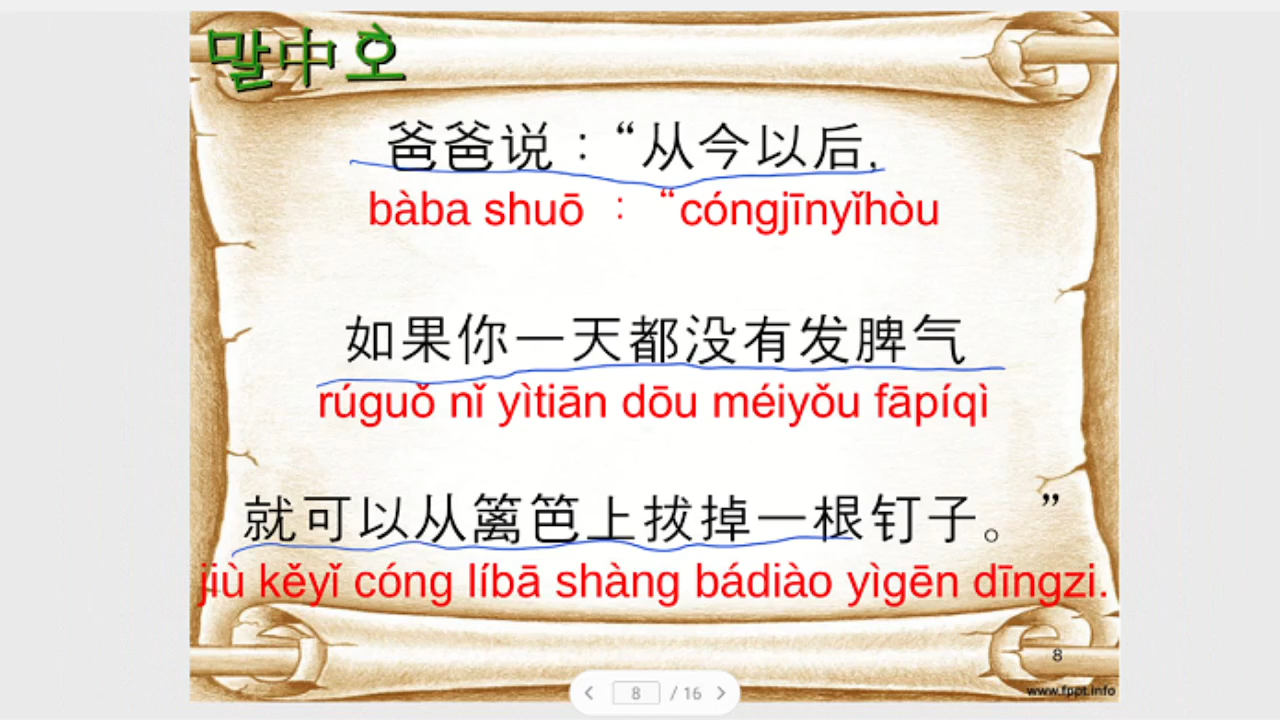 말中호
爸爸说：“从今以后,
bàba shuō ：“cóngjīnyǐhòu
如果你一天都没有发脾气
rúguǒ nǐ yìtiān dōu méiyǒu fāpíqì
就可以从篱笆上拔掉一根钉子。”
jiù kěyǐ cóng líbā shàng bádiào yìgēn dīngzi.
8
www.fppt.info
8 / 16